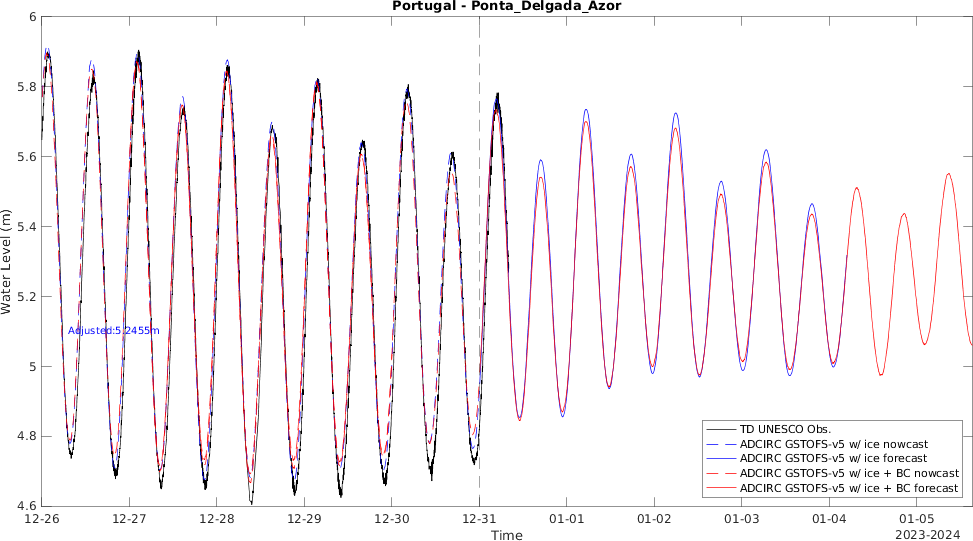 Portugal - Ponta_Delgada_Azor
6
5.8
5.6
5.4
5.2
5
4.8
4.6
Water Level (m)
Adjusted:5.2455m
TD UNESCO Obs.
ADCIRC GSTOFS-v5 w/ ice nowcast
ADCIRC GSTOFS-v5 w/ ice forecast
ADCIRC GSTOFS-v5 w/ ice + BC nowcast
ADCIRC GSTOFS-v5 w/ ice + BC forecast
12-26 12-27 12-28 12-29 12-30 12-31 01-01 01-02 01-03 01-04 01-05
Time
2023-2024